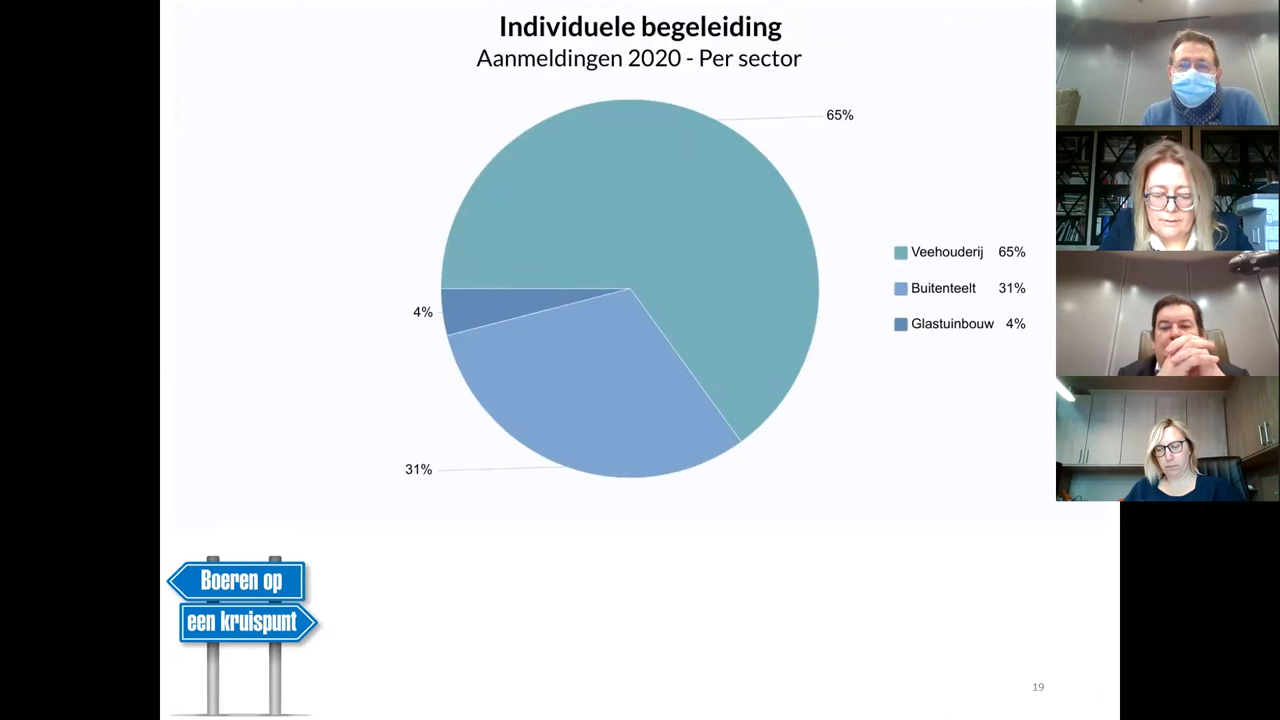 Individuele begeleiding
Aanmeldingen 2020 - Per sector
65%
Veehouderij 65%
Buitenteelt 31%
Glastuinbouw 4%
4%
31%
Boeren op
een kruispunt
19